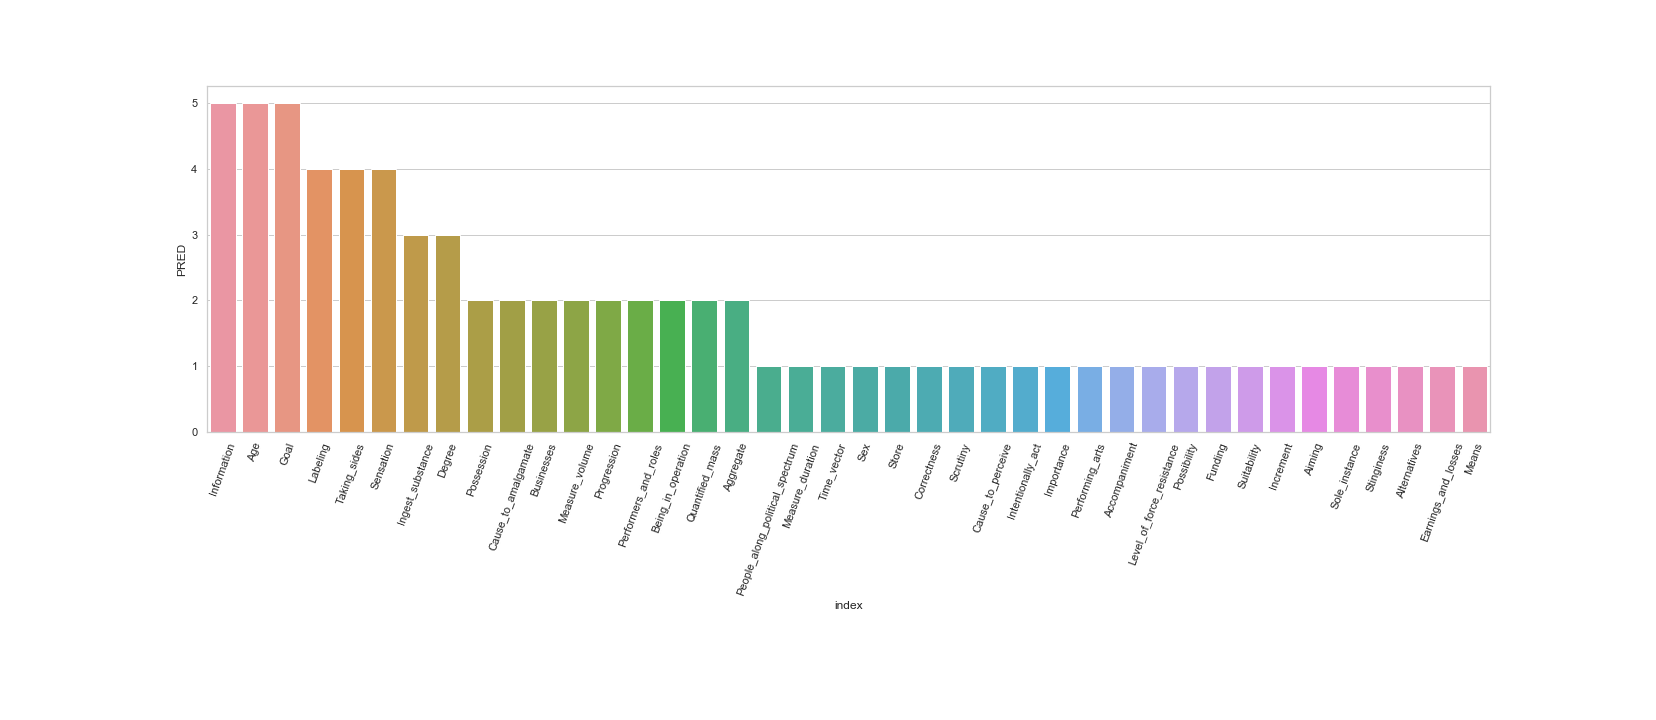 5
4
3
2
1
0
PRED
Information
Age
Goal
Labeling
Taking_sides
Sensation
Ingest_substance
Degree
Possession
Cause_to_amalgamate
Businesses
Measure_volume
Progression
Performers_and_roles
Being_in_operation
Quantified_mass
Aggregate
People_along_political_spectrum
Measure_duration
Time_vector
Sex
Store
Correctness
Scrutiny
Cause_to_perceive
Intentionally_act
Importance
Performing_arts
Accompaniment
Level_of_force_resistance
Possibility
Funding
Suitability
Increment
Aiming
Sole_instance
Stinginess
Alternatives
Earnings_and_losses
Means
index